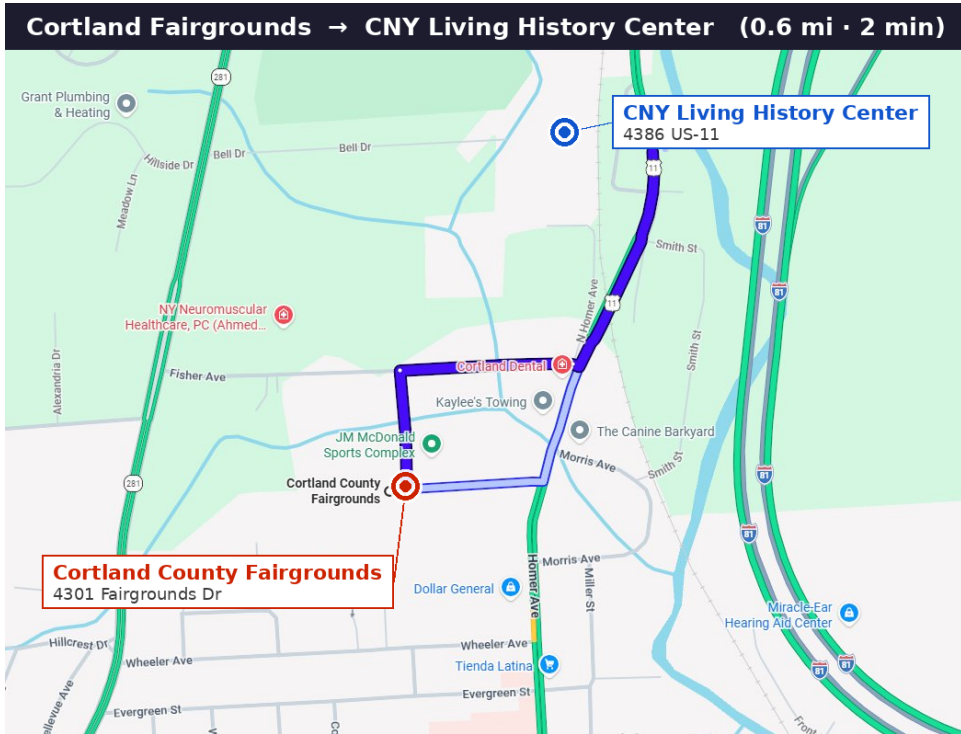 Cortland Fairgrounds → CNY Living History Center (0.6 mi · 2 min)
281
Grant Plumbing
& Heating
CNY Living History Center
4386 US-11
Hillside Dr
Bell Dr
Bell Dr
Meadow Ln
11
81
Smith St
81
11
N Homer Ave
NY Neuromuscular
Healthcare, PC (Ahmed...
Alexandria Dr
Fisher Ave
Cortland Dental
Smith St
Kaylee's Towing
The Canine Barkyard
JM McDonald
Sports Complex
Morris Ave
Smith St
281
Cortland County
Fairgrounds
81
81
Cortland County Fairgrounds
4301 Fairgrounds Dr
Morris Ave
Homer Ave
Miller St
Dollar General
Miracle-Ear
Hearing Aid Center
Hillcrest Dr
Wheeler Ave
Wheeler Ave
Tienda Latina
81
81
Evergreen St
Evergreen St
ellevue Ave
W
Co
Front